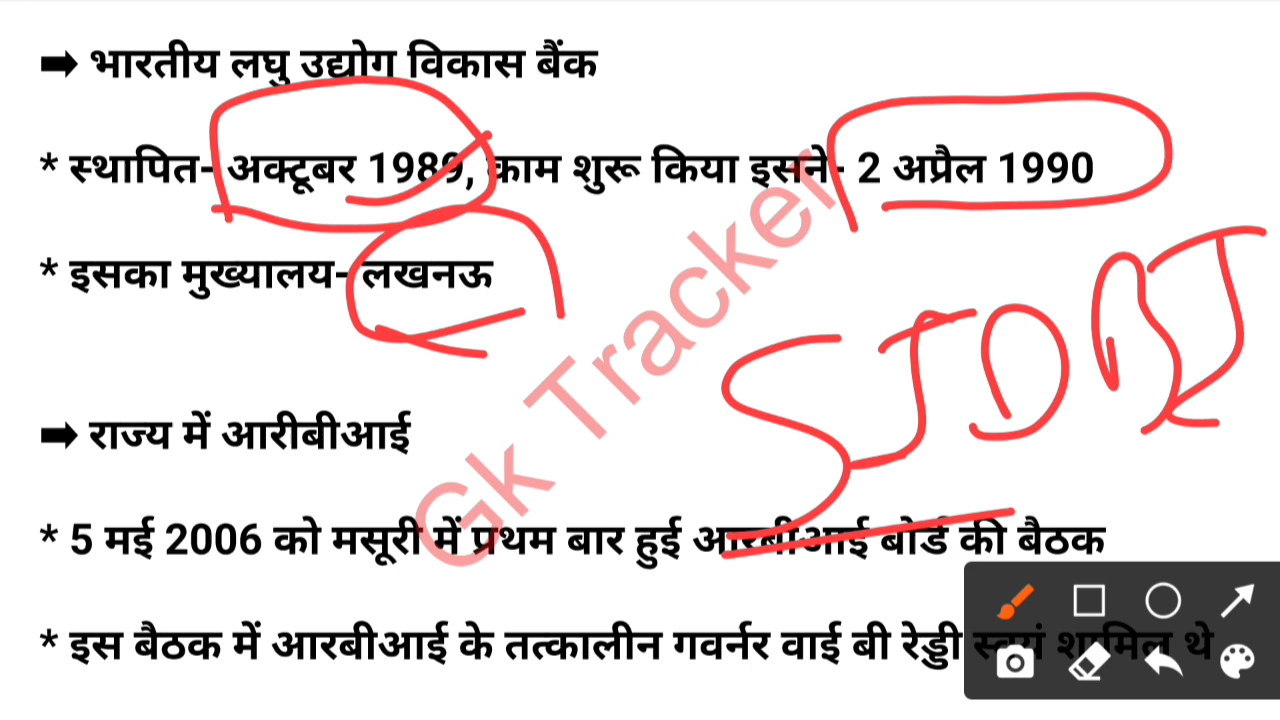 ➡ भारतीय लघु उद्योग विकास बैंक
* स्थापित- अक्टूबर 1989, काम शुरू किया इसने- 2 अप्रैल 1990
* इसका मुख्यालय- लखनऊ
SIDBI
Gk Tracker
➡ राज्य में आरीबीआई
* 5 मई 2006 को मसूरी में प्रथम बार हुई आरबीआई बोर्ड की बैठक
* इस बैठक में आरबीआई के तत्कालीन गवर्नर वाई बी रेड्डी स्वयं शामिल थे